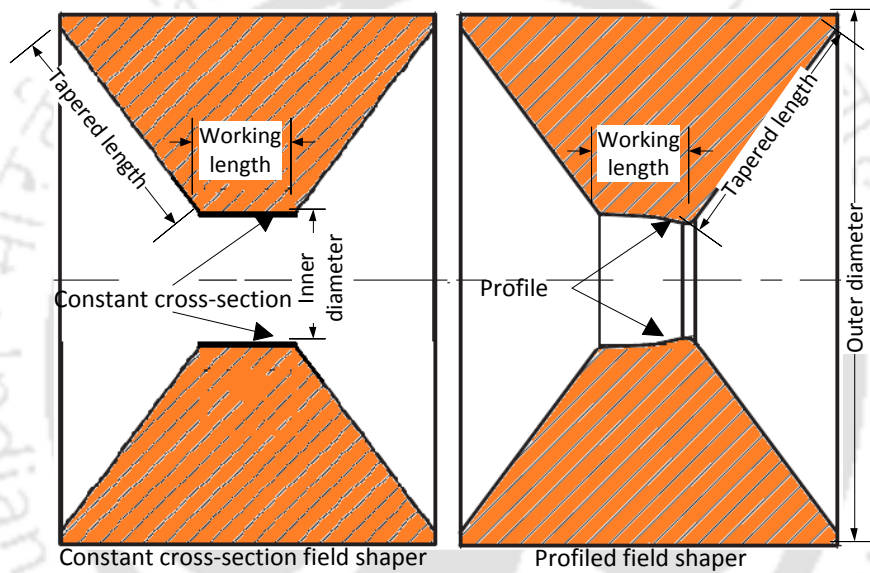 Tapered length
Working
length
Constant cross-section
Inner
diameter
Constant cross-section field shaper
Working
length
Tapered length
Profile
Outer diameter
Profiled field shaper